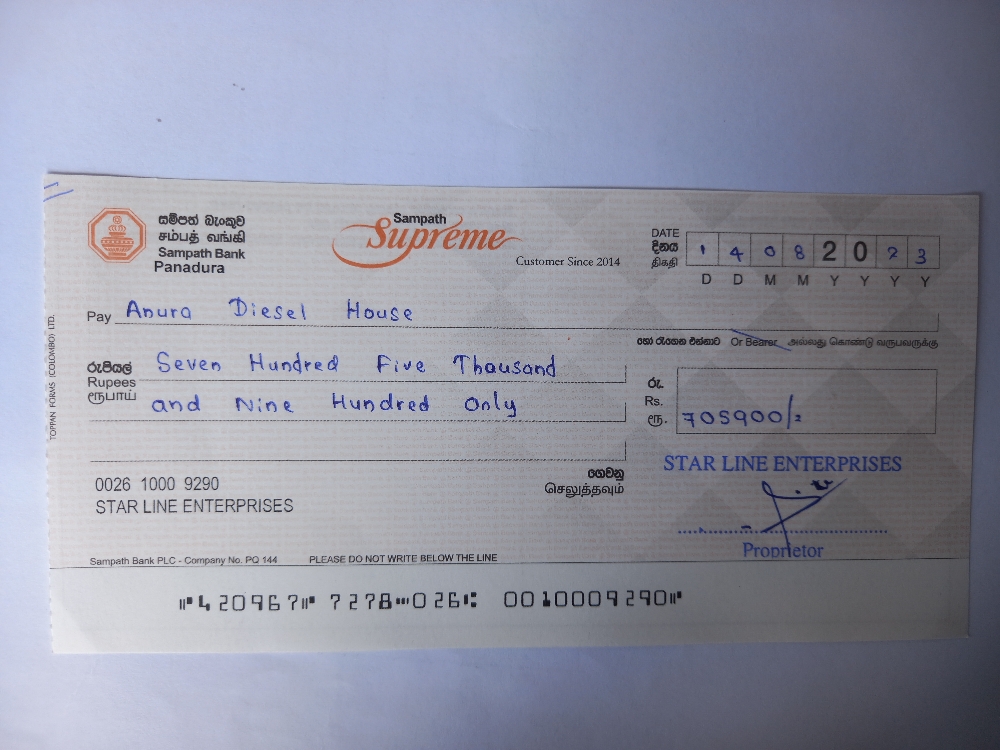 සම්පත් බැංකුව
சம்பத் வங்கி
Sampath Bank
Panadura
Sampath
Supreme
Customer Since 2014
DATE
දිනය
திகதி
1 4 0 8 2 0 2 3
D D M M Y Y Y Y
Pay Anura Diesel House
හෝ රැගෙන එන්නාට Or Bearer அல்லது கொண்டு வருபவருக்கு
රුපියල් Seven Hundred Five Thousand
Rupees
ரூபாய் and Nine Hundred Only
රු.
Rs.
ரூ. 705900/=
ගෙවනු
செலுத்தவும்
0026 1000 9290
STAR LINE ENTERPRISES
STAR LINE ENTERPRISES
Proprietor
Sampath Bank PLC - Company No. PQ 144 PLEASE DO NOT WRITE BELOW THE LINE
TOPPAN FORMS (COLOMBO) LTD.
⑈420967⑈ 7278⑉026⑆ 0010009290⑈